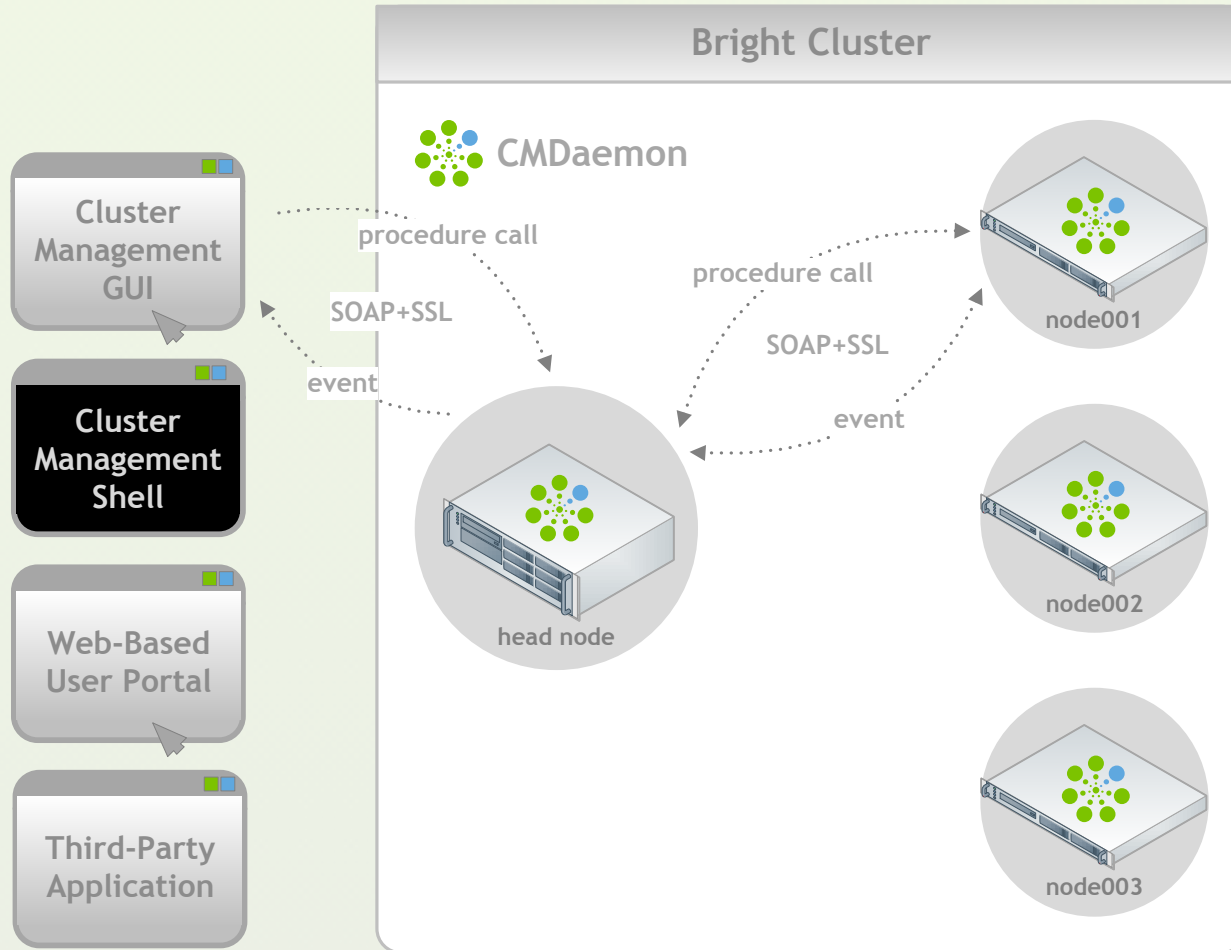 Bright Cluster
CMDaemon
Cluster
Management
GUI
Cluster
Management
Shell
Web-Based
User Portal
Third-Party
Application
procedure call
SOAP+SSL
event
head node
procedure call
SOAP+SSL
event
node001
node002
node003